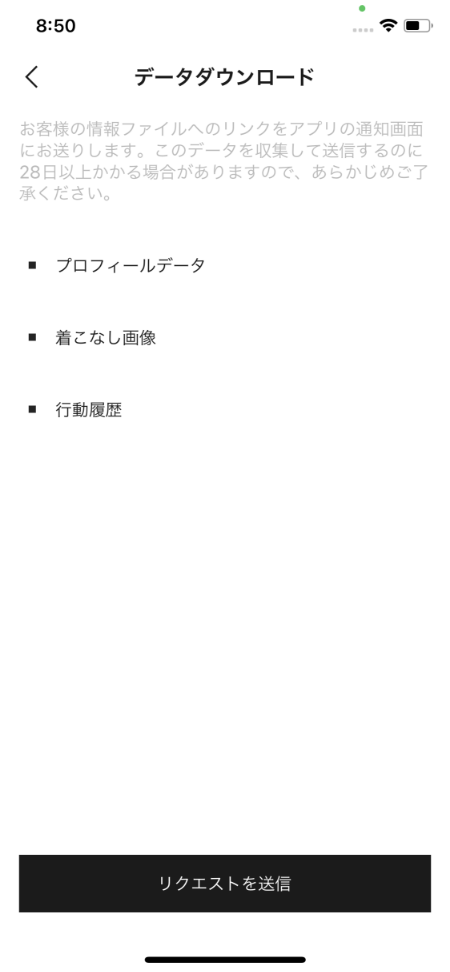 8:50
データダウンロード
お客様の情報ファイルへのリンクをアプリの通知画面
にお送りします。このデータを収集して送信するのに
28日以上かかる場合がありますので、あらかじめご了
承ください。
■ プロフィールデータ
■ 着こなし画像
■ 行動履歴
リクエストを送信